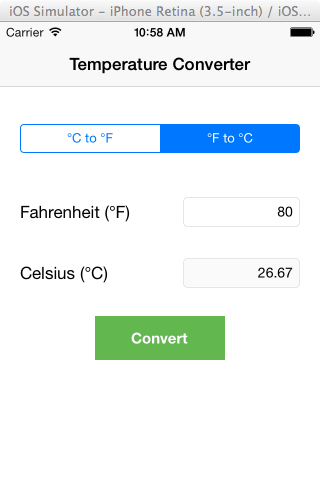 iOS Simulator – iPhone Retina (3.5-inch) / iOS...
Carrier 10:58 AM
Temperature Converter
°C to °F °F to °C
Fahrenheit (°F) 80
Celsius (°C) 26.67
Convert